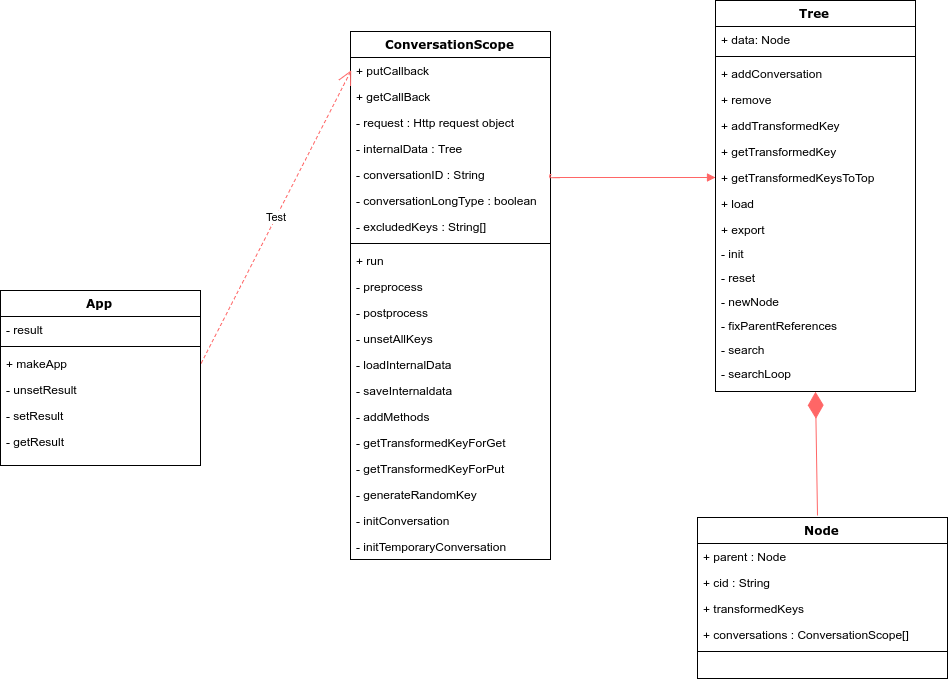 App
- result
+ makeApp
- unsetResult
- setResult
- getResult
Test
ConversationScope
+ putCallback
+ getCallBack
- request : Http request object
- internalData : Tree
- conversationID : String
- conversationLongType : boolean
- excludedKeys : String[]
+ run
- preprocess
- postprocess
- unsetAllKeys
- loadInternalData
- saveInternaldata
- addMethods
- getTransformedKeyForGet
- getTransformedKeyForPut
- generateRandomKey
- initConversation
- initTemporaryConversation
Tree
+ data: Node
+ addConversation
+ remove
+ addTransformedKey
+ getTransformedKey
+ getTransformedKeysToTop
+ load
+ export
- init
- reset
- newNode
- fixParentReferences
- search
- searchLoop
Node
+ parent : Node
+ cid : String
+ transformedKeys
+ conversations : ConversationScope[]